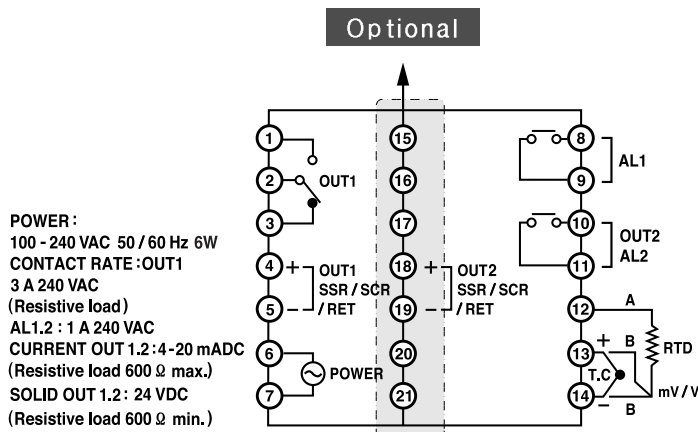 Optional
POWER :
100 - 240 VAC 50 / 60 Hz 6W
CONTACT RATE :OUT1
3 A 240 VAC
(Resistive load)
AL1.2 : 1 A 240 VAC
CURRENT OUT 1.2:4-20 mADC
(Resistive load 600 Ω max.)
SOLID OUT 1.2: 24 VDC
(Resistive load 600 Ω min.)
1
2
3
4 +
5 −
6
7
OUT1
OUT1
SSR / SCR
/ RET
POWER
15
16
17
18 +
19 −
20
21
OUT2
SSR / SCR
/ RET
8
9
10
11
12
13
14
AL1
OUT2
AL2
A
+ B
RTD
T.C
mV / V
− B